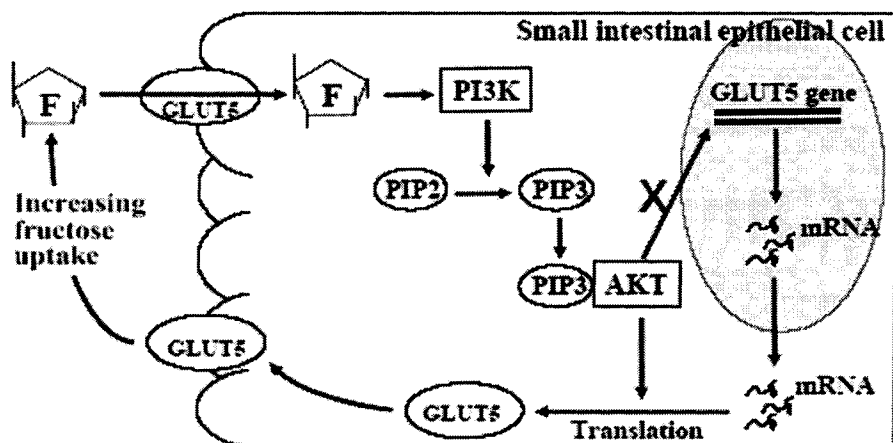 Small intestinal epithelial cell
F
GLUT5
F
PI3K
GLUT5 gene
PIP2
PIP3
X
mRNA
Increasing
fructose
uptake
PIP3
AKT
GLUT5
GLUT5
mRNA
Translation